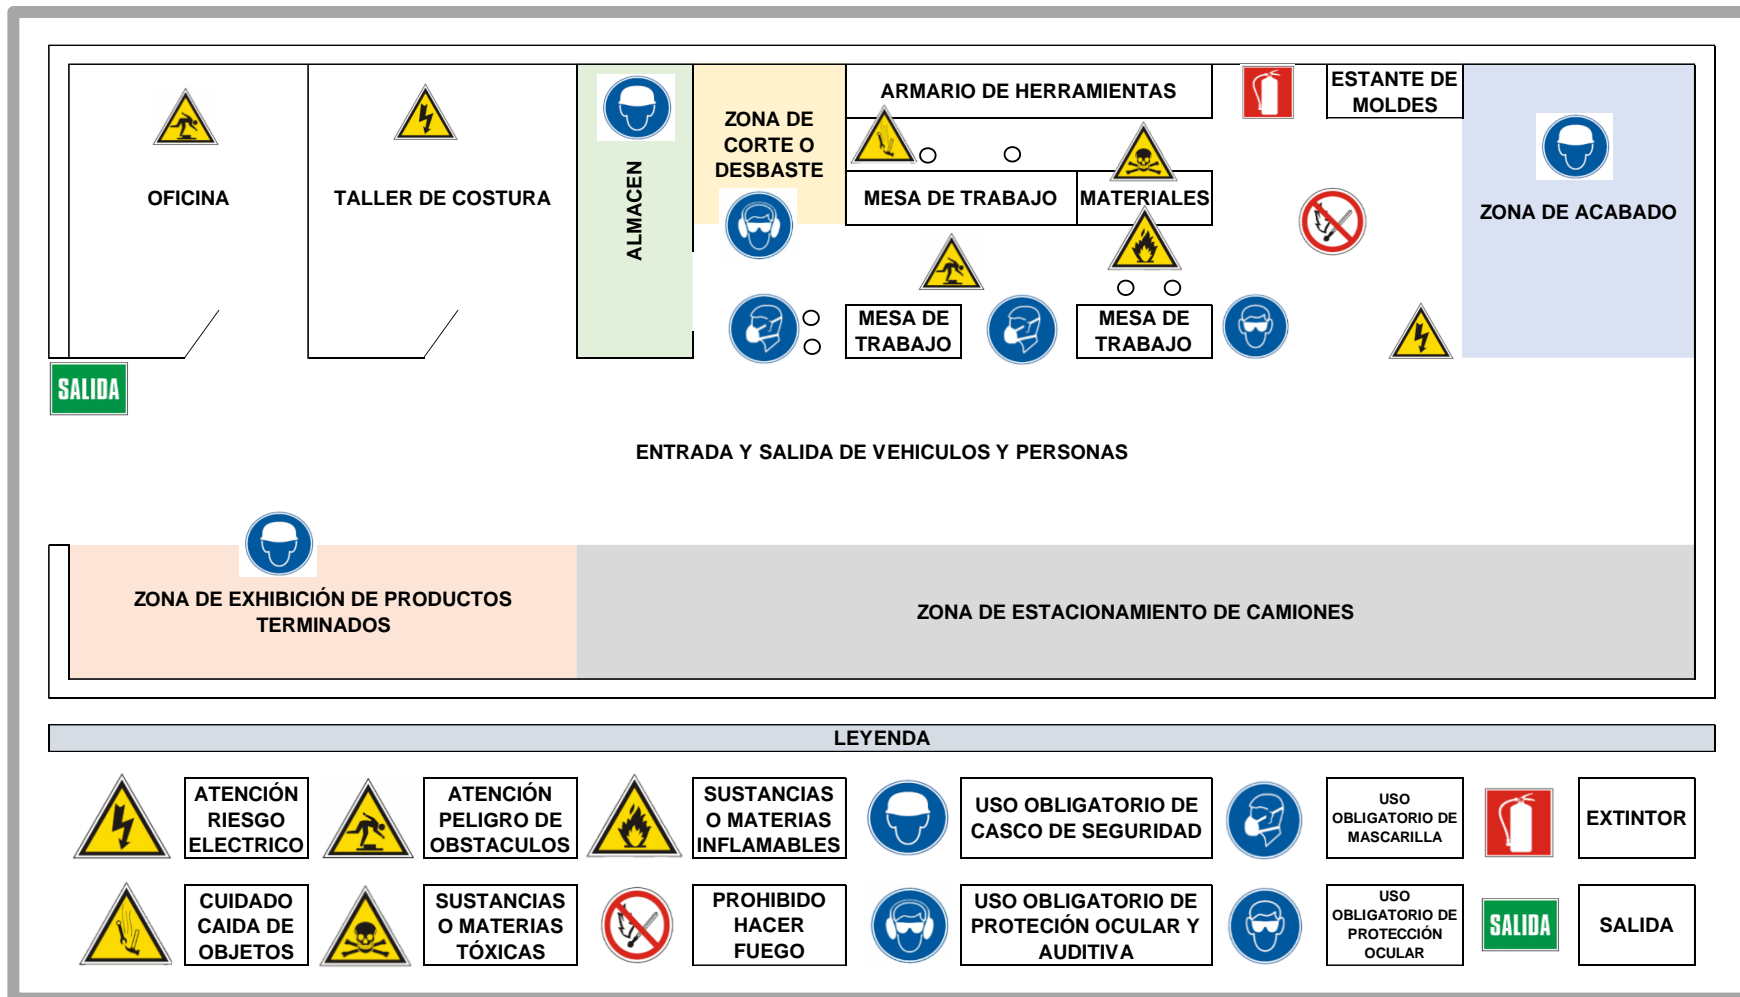 ARMARIO DE HERRAMIENTAS
ESTANTE DE
MOLDES
ZONA DE
CORTE O
DESBASTE
OFICINA
TALLER DE COSTURA
ALMACEN
MESA DE TRABAJO
MATERIALES
ZONA DE ACABADO
MESA DE
TRABAJO
MESA DE
TRABAJO
SALIDA
ENTRADA Y SALIDA DE VEHICULOS Y PERSONAS
ZONA DE EXHIBICIÓN DE PRODUCTOS
TERMINADOS
ZONA DE ESTACIONAMIENTO DE CAMIONES
LEYENDA
ATENCIÓN
RIESGO
ELECTRICO
ATENCIÓN
PELIGRO DE
OBSTACULOS
SUSTANCIAS
O MATERIAS
INFLAMABLES
USO OBLIGATORIO DE
CASCO DE SEGURIDAD
USO
OBLIGATORIO DE
MASCARILLA
EXTINTOR
CUIDADO
CAIDA DE
OBJETOS
SUSTANCIAS
O MATERIAS
TÓXICAS
PROHIBIDO
HACER
FUEGO
USO OBLIGATORIO DE
PROTECIÓN OCULAR Y
AUDITIVA
USO
OBLIGATORIO DE
PROTECCIÓN
OCULAR
SALIDA
SALIDA